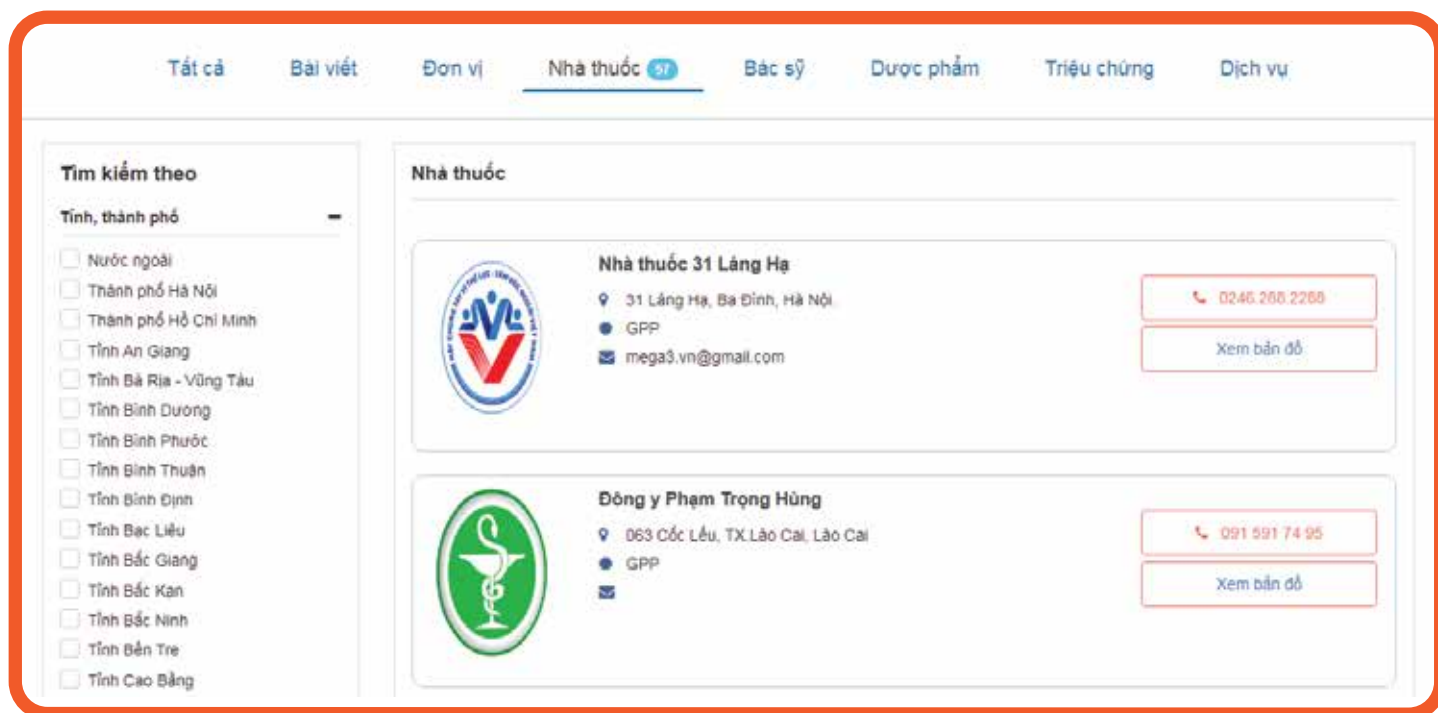 Tất cả
Bài viết
Đơn vị
Nhà thuốc 57
Bác sỹ
Dược phẩm
Triệu chứng
Dịch vụ
Tìm kiếm theo
Tỉnh, thành phố
Nước ngoài
Thành phố Hà Nội
Thành phố Hồ Chí Minh
Tỉnh An Giang
Tỉnh Bà Rịa - Vũng Tàu
Tỉnh Bình Dương
Tỉnh Bình Phước
Tỉnh Bình Thuận
Tỉnh Bình Định
Tỉnh Bạc Liêu
Tỉnh Bắc Giang
Tỉnh Bắc Kạn
Tỉnh Bắc Ninh
Tỉnh Bến Tre
Tỉnh Cao Bằng
Nhà thuốc
Nhà thuốc 31 Láng Hạ
31 Láng Hạ, Ba Đình, Hà Nội
GPP
mega3.vn@gmail.com
0246.268.2268
Xem bản đồ
Đông y Phạm Trọng Hùng
063 Cốc Lếu, TX.Lào Cai, Lào Cai
GPP
091 591 74 95
Xem bản đồ